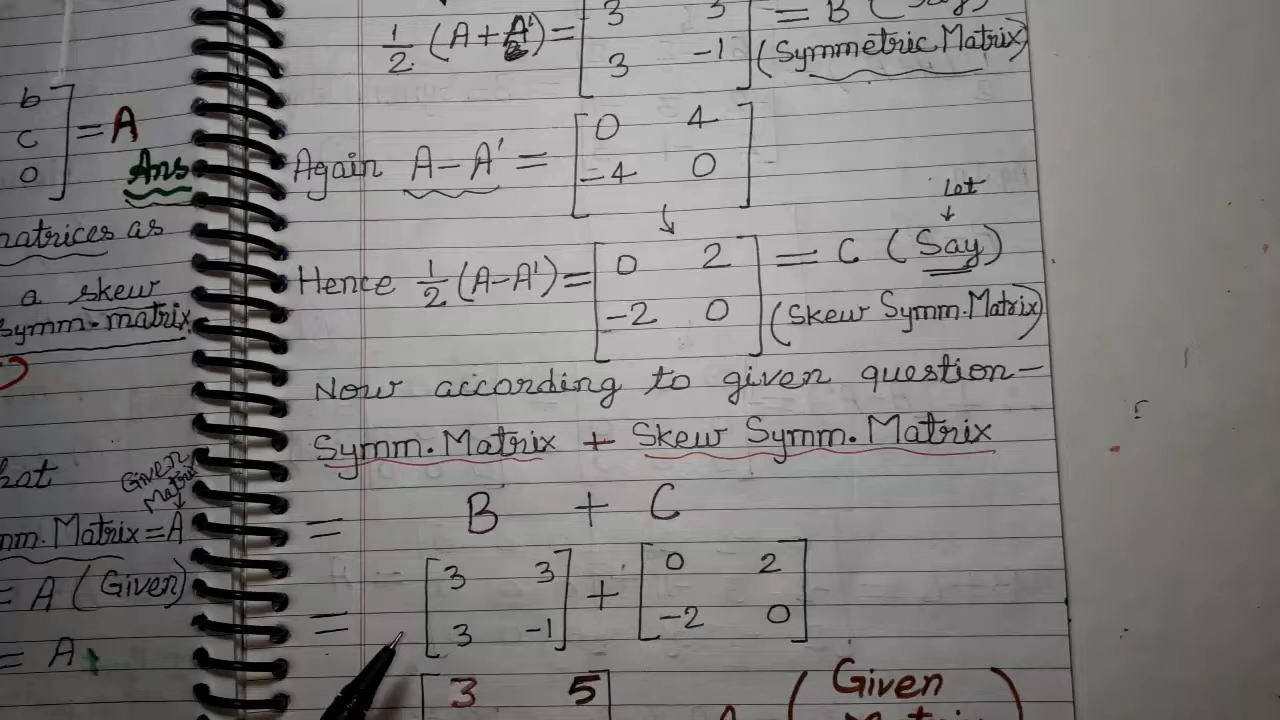 b
c = A
0 Ans
matrices as
a skew
symm. matrix
hat
Given
Matrix
mm. Matrix = A
= A (Given)
= A
3 3 = B (Say)
1/2 (A + A') =
3 -1 (Symmetric Matrix)
0 4
Again A - A' =
-4 0
Let
0 2
Hence 1/2 (A - A') = = C (Say)
-2 0 (Skew Symm. Matrix)
Now according to given question -
Symm. Matrix + Skew Symm. Matrix
= B + C
3 3 0 2
= +
3 -1 -2 0
3 5 (Given